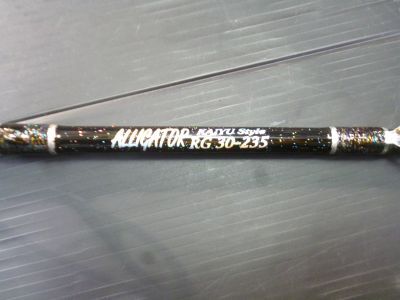 ALLIGATOR KAIYU Style
RG 30-235